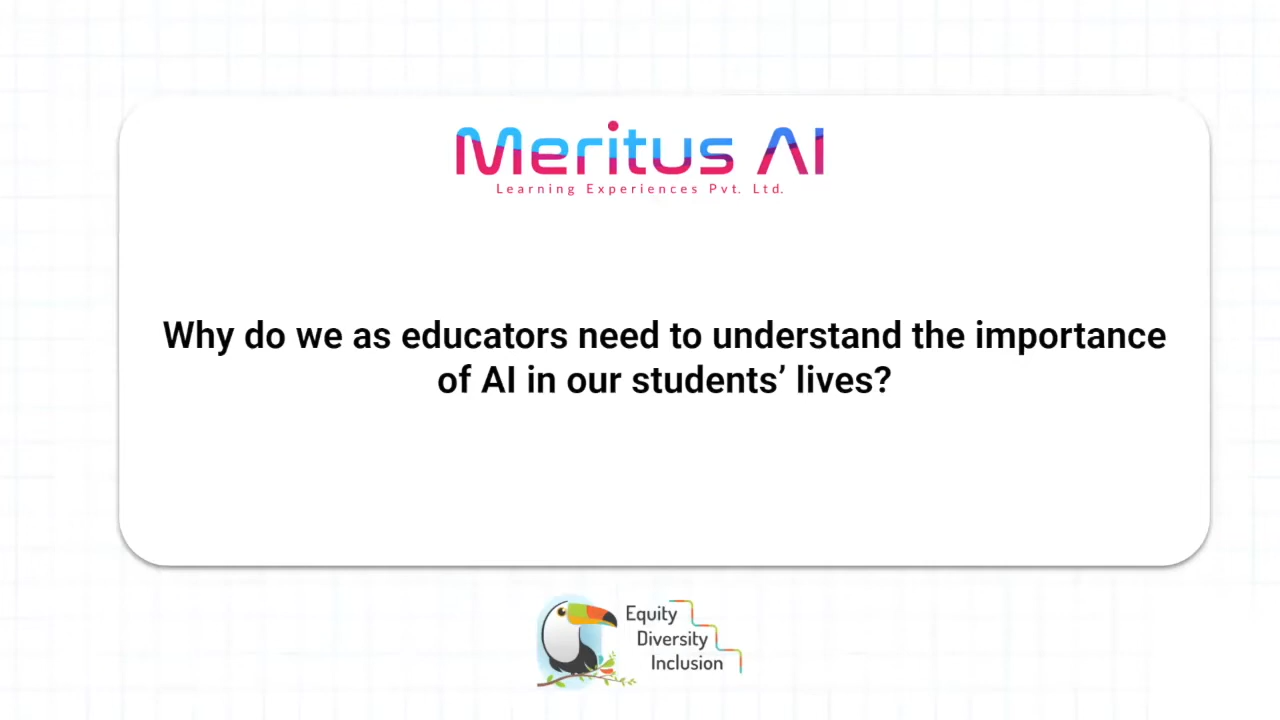 Meritus AI
Learning Experiences Pvt. Ltd.
Why do we as educators need to understand the importance
of AI in our students’ lives?
Equity
Diversity
Inclusion